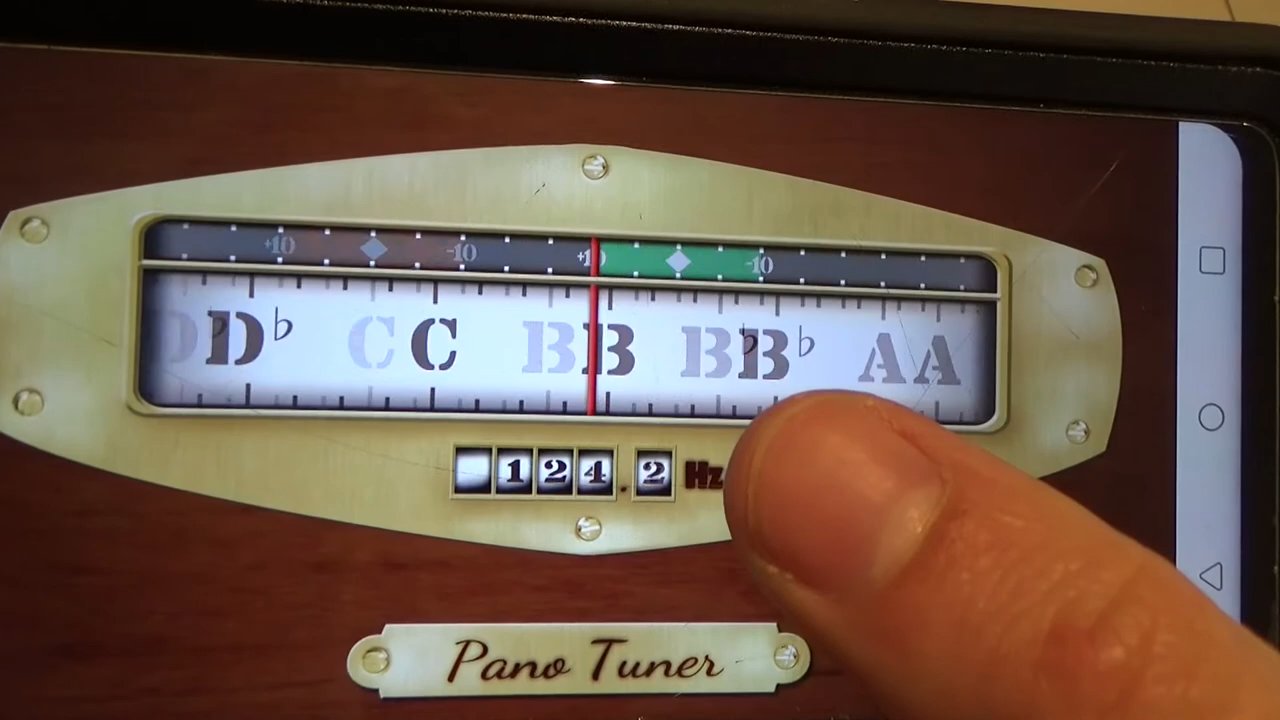 +10 -10 +10 -10
D D♭ C C B B B B♭ A A
124.2 Hz
Pano Tuner